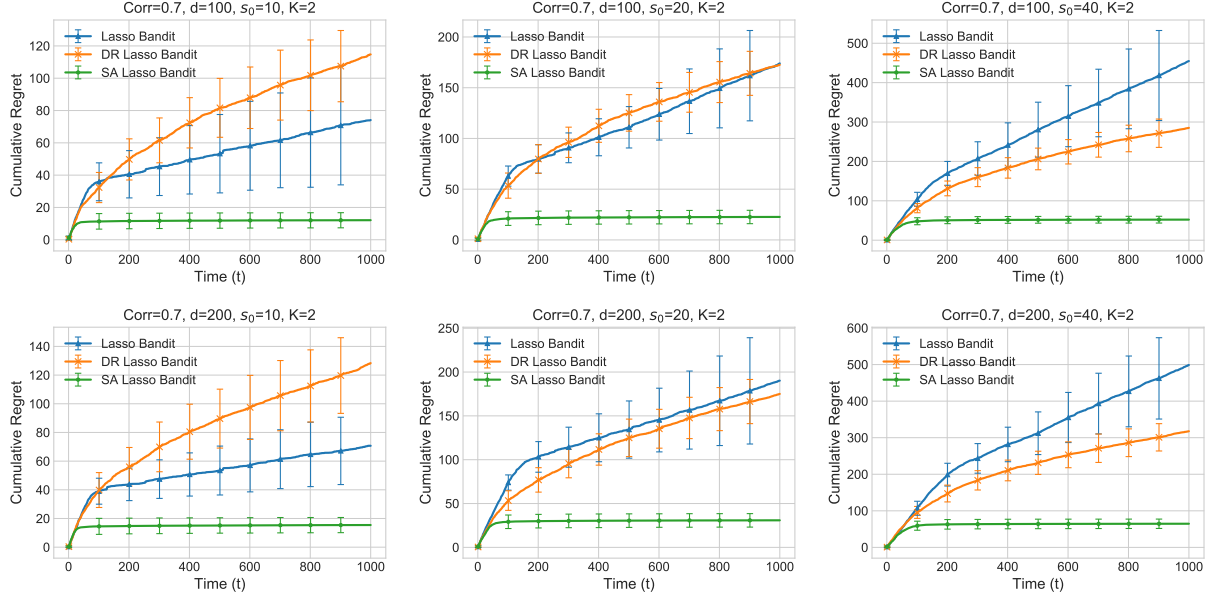 Corr=0.7, d=100, s₀=10, K=2
Lasso Bandit
DR Lasso Bandit
SA Lasso Bandit
Cumulative Regret
120
100
80
60
40
20
0
0 200 400 600 800 1000
Time (t)
Corr=0.7, d=100, s₀=20, K=2
Lasso Bandit
DR Lasso Bandit
SA Lasso Bandit
Cumulative Regret
200
150
100
50
0
0 200 400 600 800 1000
Time (t)
Corr=0.7, d=100, s₀=40, K=2
Lasso Bandit
DR Lasso Bandit
SA Lasso Bandit
Cumulative Regret
500
400
300
200
100
0
0 200 400 600 800 1000
Time (t)
Corr=0.7, d=200, s₀=10, K=2
Lasso Bandit
DR Lasso Bandit
SA Lasso Bandit
Cumulative Regret
140
120
100
80
60
40
20
0
0 200 400 600 800 1000
Time (t)
Corr=0.7, d=200, s₀=20, K=2
Lasso Bandit
DR Lasso Bandit
SA Lasso Bandit
Cumulative Regret
250
200
150
100
50
0
0 200 400 600 800 1000
Time (t)
Corr=0.7, d=200, s₀=40, K=2
Lasso Bandit
DR Lasso Bandit
SA Lasso Bandit
Cumulative Regret
600
500
400
300
200
100
0
0 200 400 600 800 1000
Time (t)